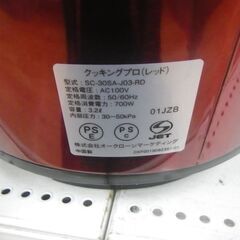 クッキングプロ(レッド)
型式：SC-30SA-J03-RD
定格電圧：AC100V
定格周波数：50/60Hz
定格消費電力：700W
容量：3.2ℓ
内部圧力：30～50kPa
01JZB
PS E
PS C
S JET
株式会社オークローンマーケティング
中国製